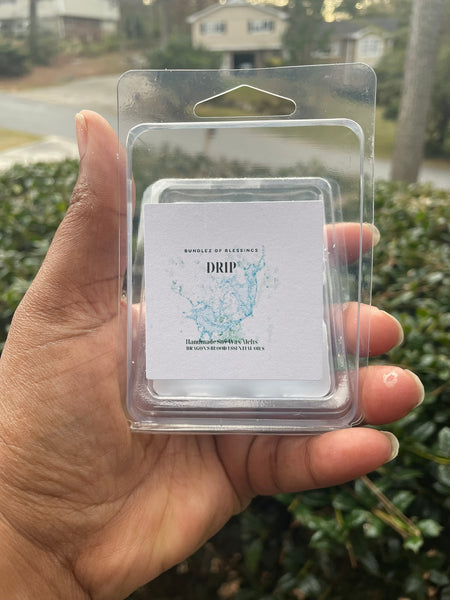 BUNDLEZ OF BLESSINGS
DRIP
Handmade Soy Wax Melts
DRAGON'S BLOOD ESSENTIAL OILS